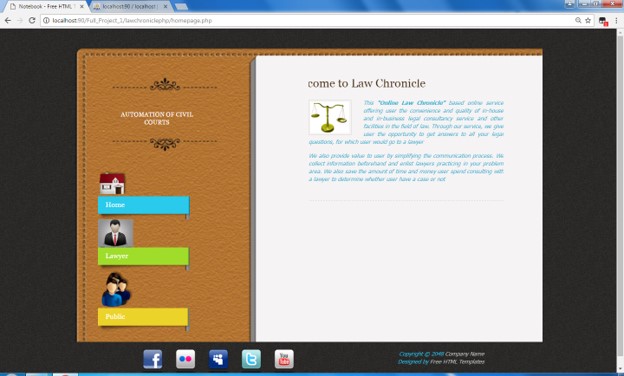 Notebook - Free HTML T
localhost:90 / localhost
localhost:90/Full_Project_1/lawchroniclephp/homepage.php
AUTOMATION OF CIVIL
COURTS
Home
Lawyer
Public
come to Law Chronicle
This "Online Law Chronicle" based online service
offering user the convenience and quality of in-house
and in-business legal consultancy service and other
facilities in the field of law. Through our service, we give
user the opportunity to get answers to all your legal
questions, for which user would go to a lawyer
We also provide value to user by simplifying the communication process. We
collect information beforehand and enlist lawyers practicing in your problem
area. We also save the amount of time and money user spend consulting with
a lawyer to determine whether user have a case or not
flickr
You
Tube
Copyright © 2048 Company Name
Designed by Free HTML Templates